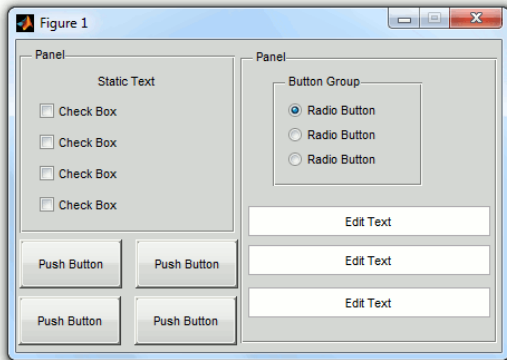 Figure 1
Panel
Static Text
Check Box
Check Box
Check Box
Check Box
Push Button
Push Button
Push Button
Push Button
Panel
Button Group
Radio Button
Radio Button
Radio Button
Edit Text
Edit Text
Edit Text